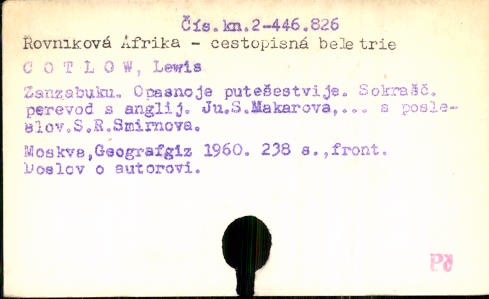 Čís.kn.2-446.826
Rovníková Afrika - cestopisná beletrie
C O T L O W, Lewis
Zanzabuku. Opasnoje putešestvije. Sokrašč.
perevod s anglij. Ju.S.Makarova,... s posle-
slov.S.R.Smirnova.
Moskva,Geografgiz 1960. 238 s.,front.
Doslov o autorovi.